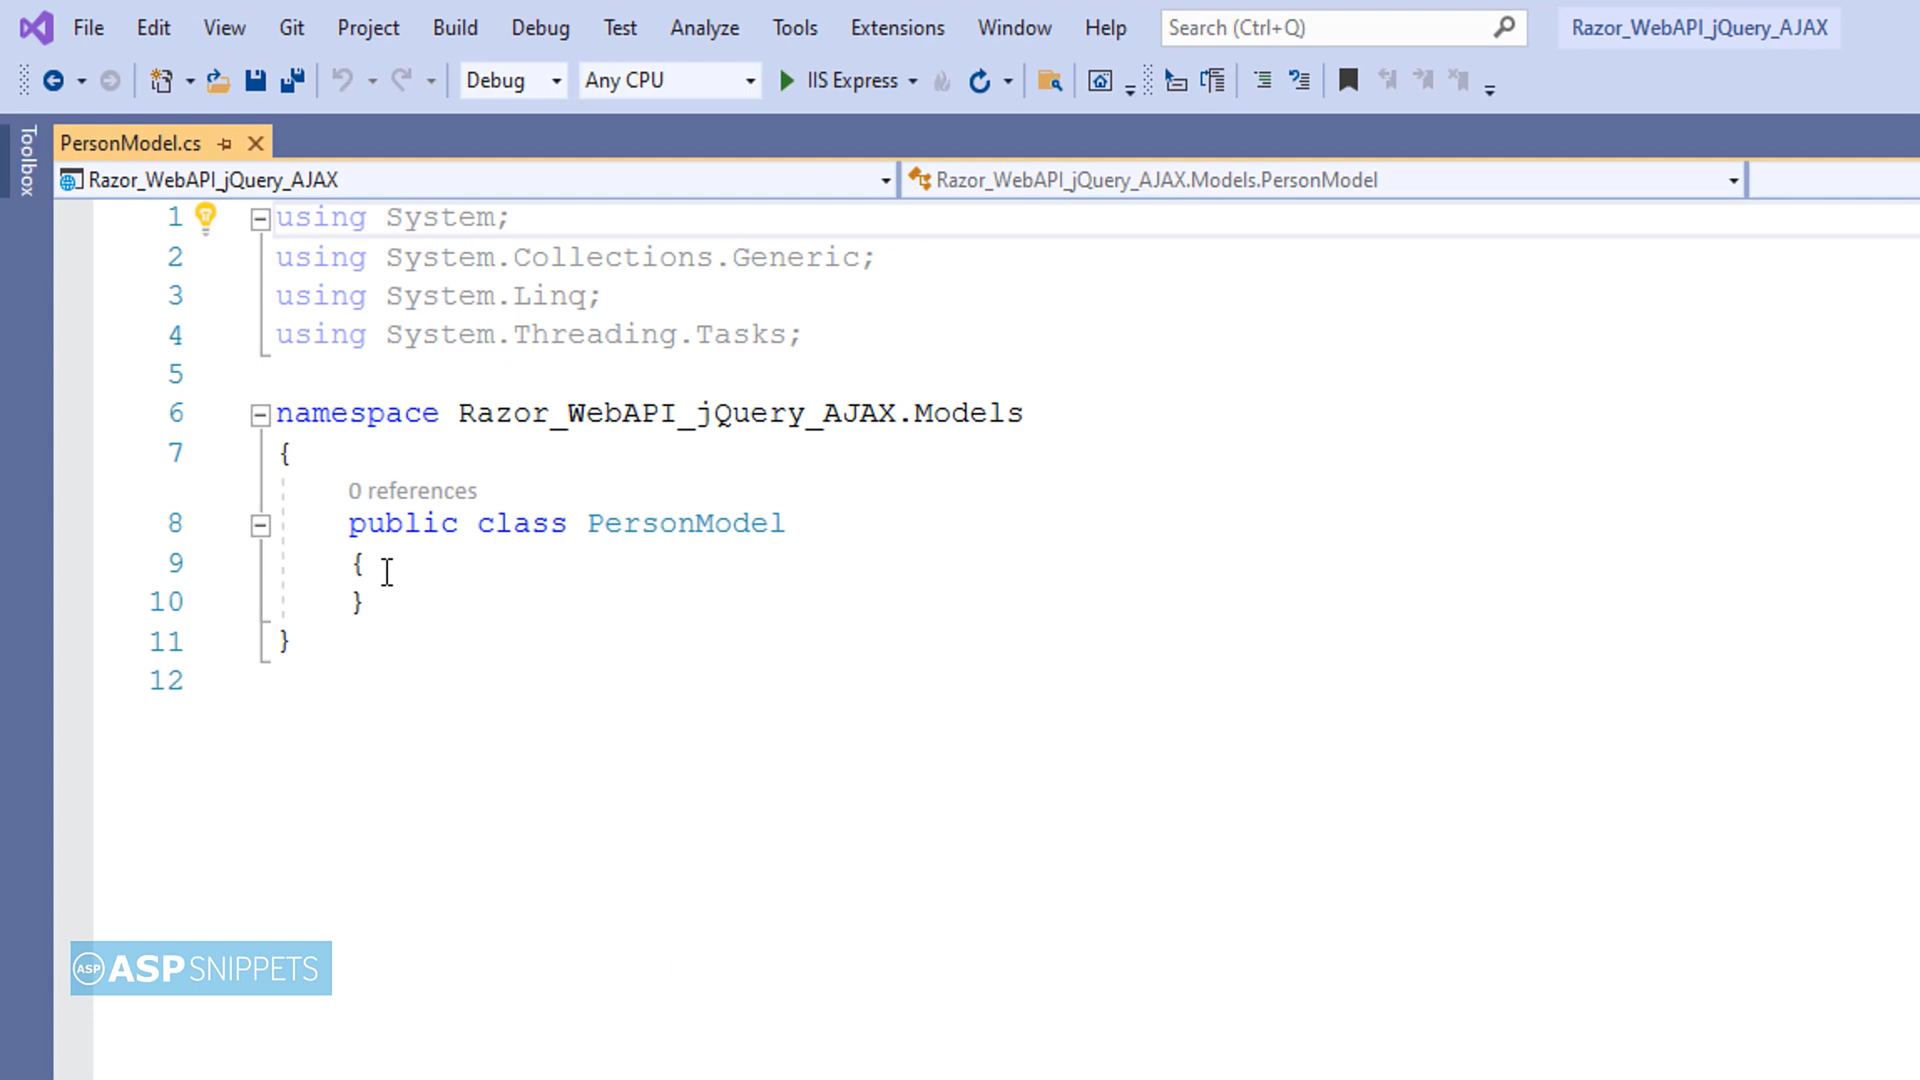 File Edit View Git Project Build Debug Test Analyze Tools Extensions Window Help Search (Ctrl+Q) Razor_WebAPI_jQuery_AJAX
Debug Any CPU IIS Express
Toolbox
PersonModel.cs
Razor_WebAPI_jQuery_AJAX Razor_WebAPI_jQuery_AJAX.Models.PersonModel
1 using System;
2 using System.Collections.Generic;
3 using System.Linq;
4 using System.Threading.Tasks;
5
6 namespace Razor_WebAPI_jQuery_AJAX.Models
7 {
0 references
8 public class PersonModel
9 {
10 }
11 }
12
ASP ASPSNIPPETS